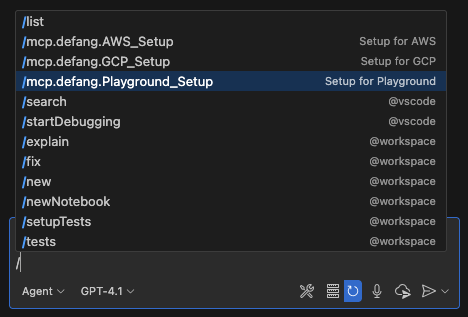 /list
/mcp.defang.AWS_Setup Setup for AWS
/mcp.defang.GCP_Setup Setup for GCP
/mcp.defang.Playground_Setup Setup for Playground
/search @vscode
/startDebugging @vscode
/explain @workspace
/fix @workspace
/new @workspace
/newNotebook @workspace
/setupTests @workspace
/tests @workspace
/
Agent GPT-4.1